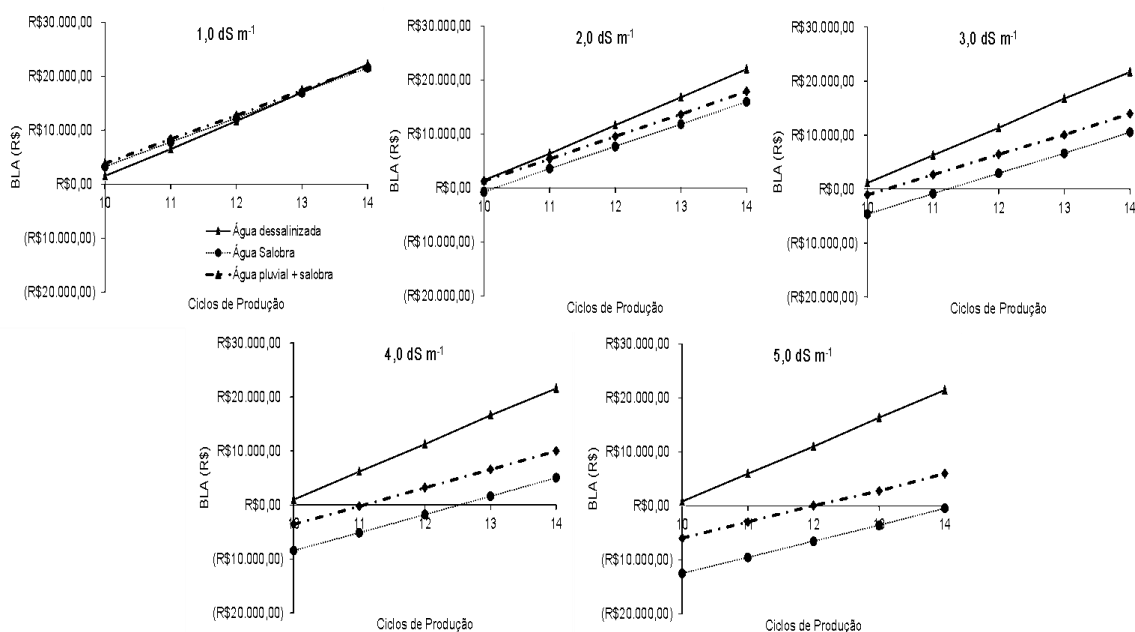 1,0 dS m⁻¹
R$30.000,00
R$20.000,00
R$10.000,00
R$0,00
(R$10.000,00)
(R$20.000,00)
BLA (R$)
10 11 12 13 14
Água dessalinizada
Água Salobra
Água pluvial + salobra
Ciclos de Produção
2,0 dS m⁻¹
R$30.000,00
R$20.000,00
R$10.000,00
R$0,00
(R$10.000,00)
(R$20.000,00)
BLA (R$)
10 11 12 13 14
Ciclos de Produção
3,0 dS m⁻¹
R$30.000,00
R$20.000,00
R$10.000,00
R$0,00
(R$10.000,00)
(R$20.000,00)
BLA (R$)
10 11 12 13 14
Ciclos de Produção
4,0 dS m⁻¹
R$30.000,00
R$20.000,00
R$10.000,00
R$0,00
(R$10.000,00)
(R$20.000,00)
BLA (R$)
10 11 12 13 14
Ciclos de Produção
5,0 dS m⁻¹
R$30.000,00
R$20.000,00
R$10.000,00
R$0,00
(R$10.000,00)
(R$20.000,00)
BLA (R$)
10 11 12 13 14
Ciclos de Produção